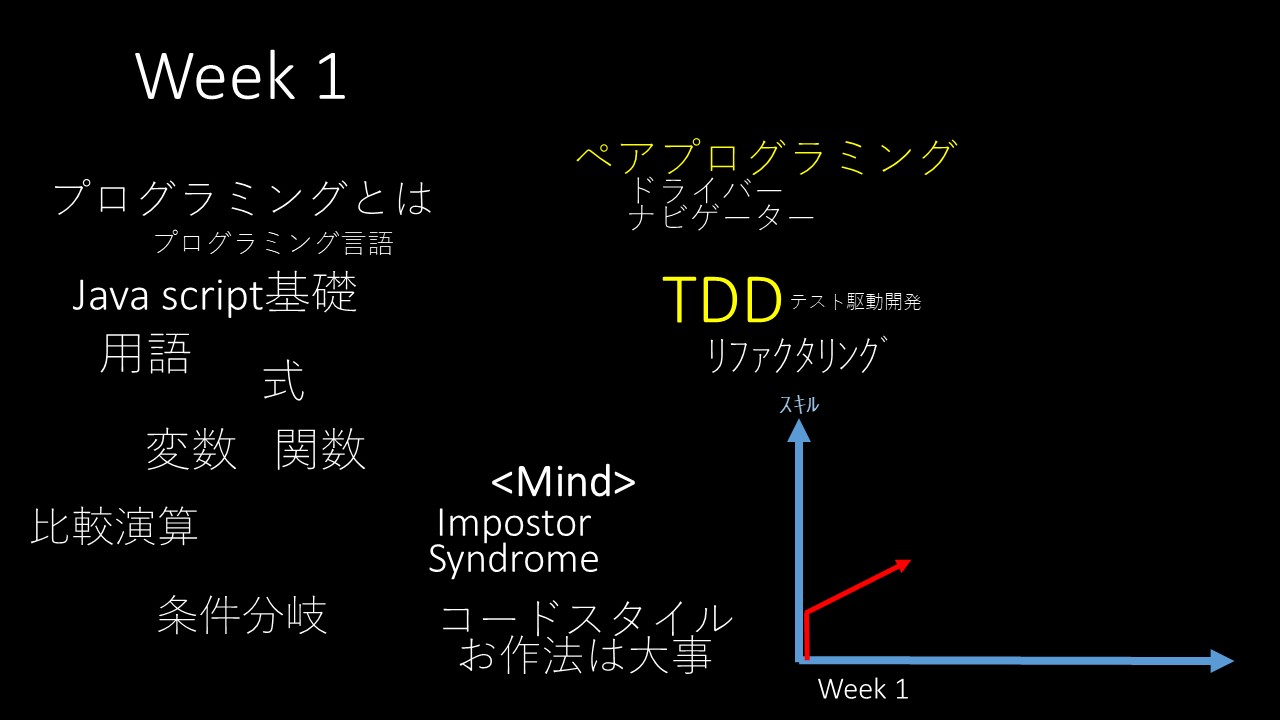 Week 1
プログラミングとは
プログラミング言語
Java script基礎
用語
式
変数 関数
比較演算
条件分岐
ペアプログラミング
ドライバー
ナビゲーター
TDD テスト駆動開発
ﾘﾌｧｸﾀﾘﾝｸﾞ
<Mind>
Impostor
Syndrome
コードスタイル
お作法は大事
ｽｷﾙ
Week 1